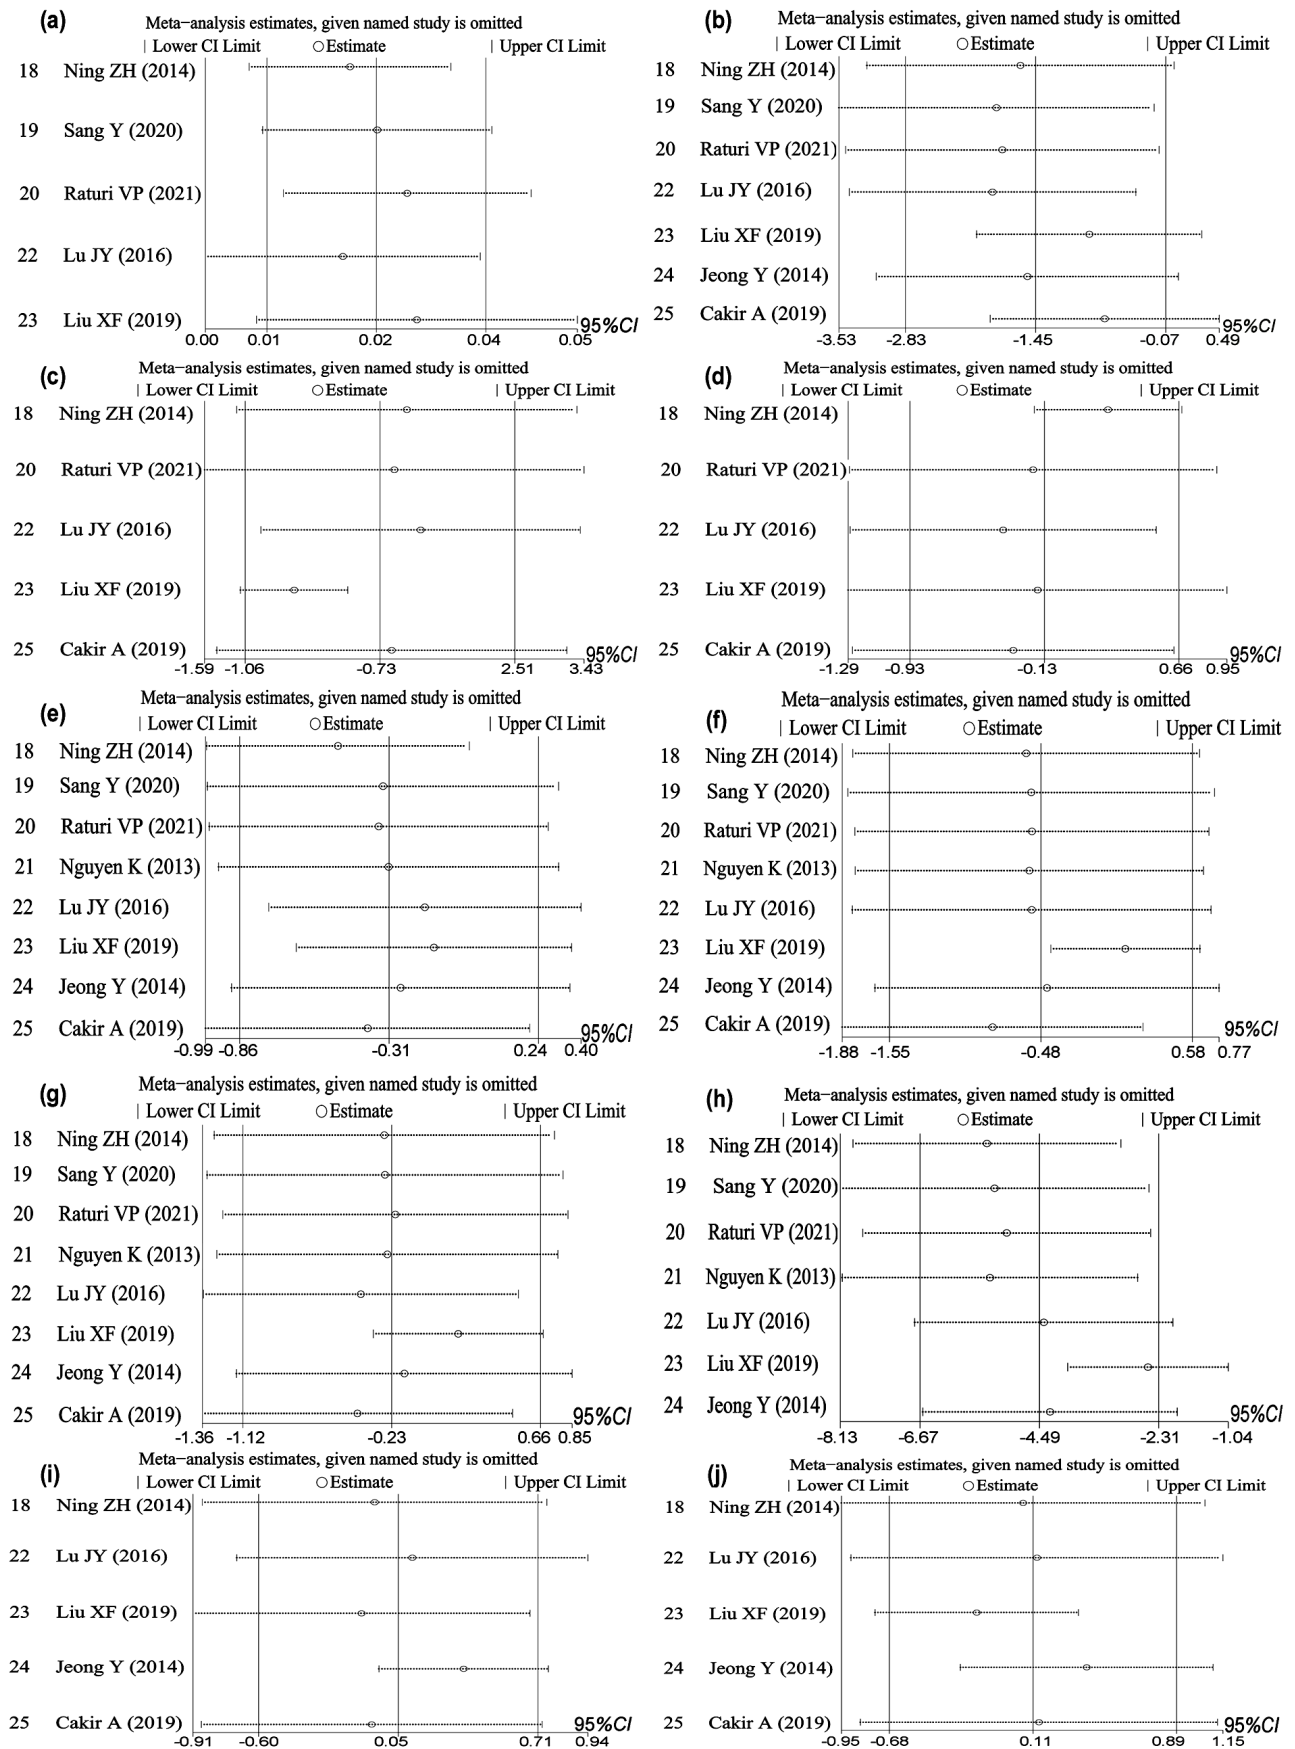 (a)
Meta−analysis estimates, given named study is omitted
| Lower CI Limit ○Estimate | Upper CI Limit
18 Ning ZH (2014)
19 Sang Y (2020)
20 Raturi VP (2021)
22 Lu JY (2016)
23 Liu XF (2019)
95%CI
0.00 0.01 0.02 0.04 0.05
(b)
Meta−analysis estimates, given named study is omitted
| Lower CI Limit ○Estimate | Upper CI Limit
18 Ning ZH (2014)
19 Sang Y (2020)
20 Raturi VP (2021)
22 Lu JY (2016)
23 Liu XF (2019)
24 Jeong Y (2014)
25 Cakir A (2019)
95%CI
-3.53 -2.83 -1.45 -0.07 0.49
(c)
Meta−analysis estimates, given named study is omitted
| Lower CI Limit ○Estimate | Upper CI Limit
18 Ning ZH (2014)
20 Raturi VP (2021)
22 Lu JY (2016)
23 Liu XF (2019)
25 Cakir A (2019)
95%CI
-1.59 -1.06 -0.73 2.51 3.43
(d)
Meta−analysis estimates, given named study is omitted
| Lower CI Limit ○Estimate | Upper CI Limit
18 Ning ZH (2014)
20 Raturi VP (2021)
22 Lu JY (2016)
23 Liu XF (2019)
25 Cakir A (2019)
95%CI
-1.29 -0.93 -0.13 0.66 0.95
(e)
Meta−analysis estimates, given named study is omitted
| Lower CI Limit ○Estimate | Upper CI Limit
18 Ning ZH (2014)
19 Sang Y (2020)
20 Raturi VP (2021)
21 Nguyen K (2013)
22 Lu JY (2016)
23 Liu XF (2019)
24 Jeong Y (2014)
25 Cakir A (2019)
95%CI
-0.99 -0.86 -0.31 0.24 0.40
(f)
Meta−analysis estimates, given named study is omitted
| Lower CI Limit ○Estimate | Upper CI Limit
18 Ning ZH (2014)
19 Sang Y (2020)
20 Raturi VP (2021)
21 Nguyen K (2013)
22 Lu JY (2016)
23 Liu XF (2019)
24 Jeong Y (2014)
25 Cakir A (2019)
95%CI
-1.88 -1.55 -0.48 0.58 0.77
(g)
Meta−analysis estimates, given named study is omitted
| Lower CI Limit ○Estimate | Upper CI Limit
18 Ning ZH (2014)
19 Sang Y (2020)
20 Raturi VP (2021)
21 Nguyen K (2013)
22 Lu JY (2016)
23 Liu XF (2019)
24 Jeong Y (2014)
25 Cakir A (2019)
95%CI
-1.36 -1.12 -0.23 0.66 0.85
(h)
Meta−analysis estimates, given named study is omitted
| Lower CI Limit ○Estimate | Upper CI Limit
18 Ning ZH (2014)
19 Sang Y (2020)
20 Raturi VP (2021)
21 Nguyen K (2013)
22 Lu JY (2016)
23 Liu XF (2019)
24 Jeong Y (2014)
95%CI
-8.13 -6.67 -4.49 -2.31 -1.04
(i)
Meta−analysis estimates, given named study is omitted
| Lower CI Limit ○Estimate | Upper CI Limit
18 Ning ZH (2014)
22 Lu JY (2016)
23 Liu XF (2019)
24 Jeong Y (2014)
25 Cakir A (2019)
95%CI
-0.91 -0.60 0.05 0.71 0.94
(j)
Meta−analysis estimates, given named study is omitted
| Lower CI Limit ○Estimate | Upper CI Limit
18 Ning ZH (2014)
22 Lu JY (2016)
23 Liu XF (2019)
24 Jeong Y (2014)
25 Cakir A (2019)
95%CI
-0.95 -0.68 0.11 0.89 1.15